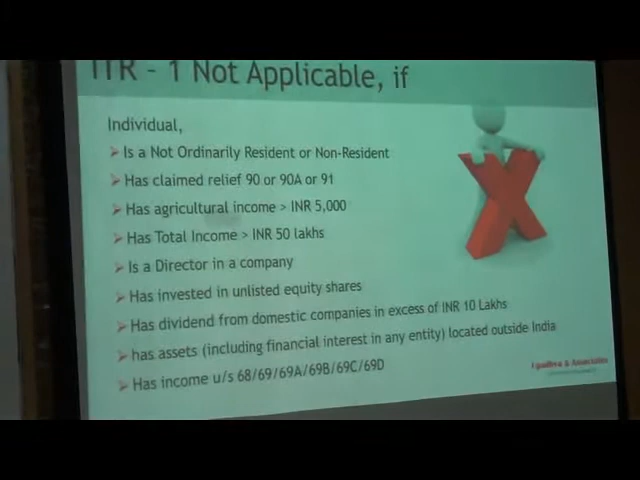 ITR - 1 Not Applicable, if
Individual,
Is a Not Ordinarily Resident or Non-Resident
Has claimed relief 90 or 90A or 91
Has agricultural income > INR 5,000
Has Total Income > INR 50 lakhs
Is a Director in a company
Has invested in unlisted equity shares
Has dividend from domestic companies in excess of INR 10 Lakhs
has assets (including financial interest in any entity) located outside India
Has income u/s 68/69/69A/69B/69C/69D
& Associates